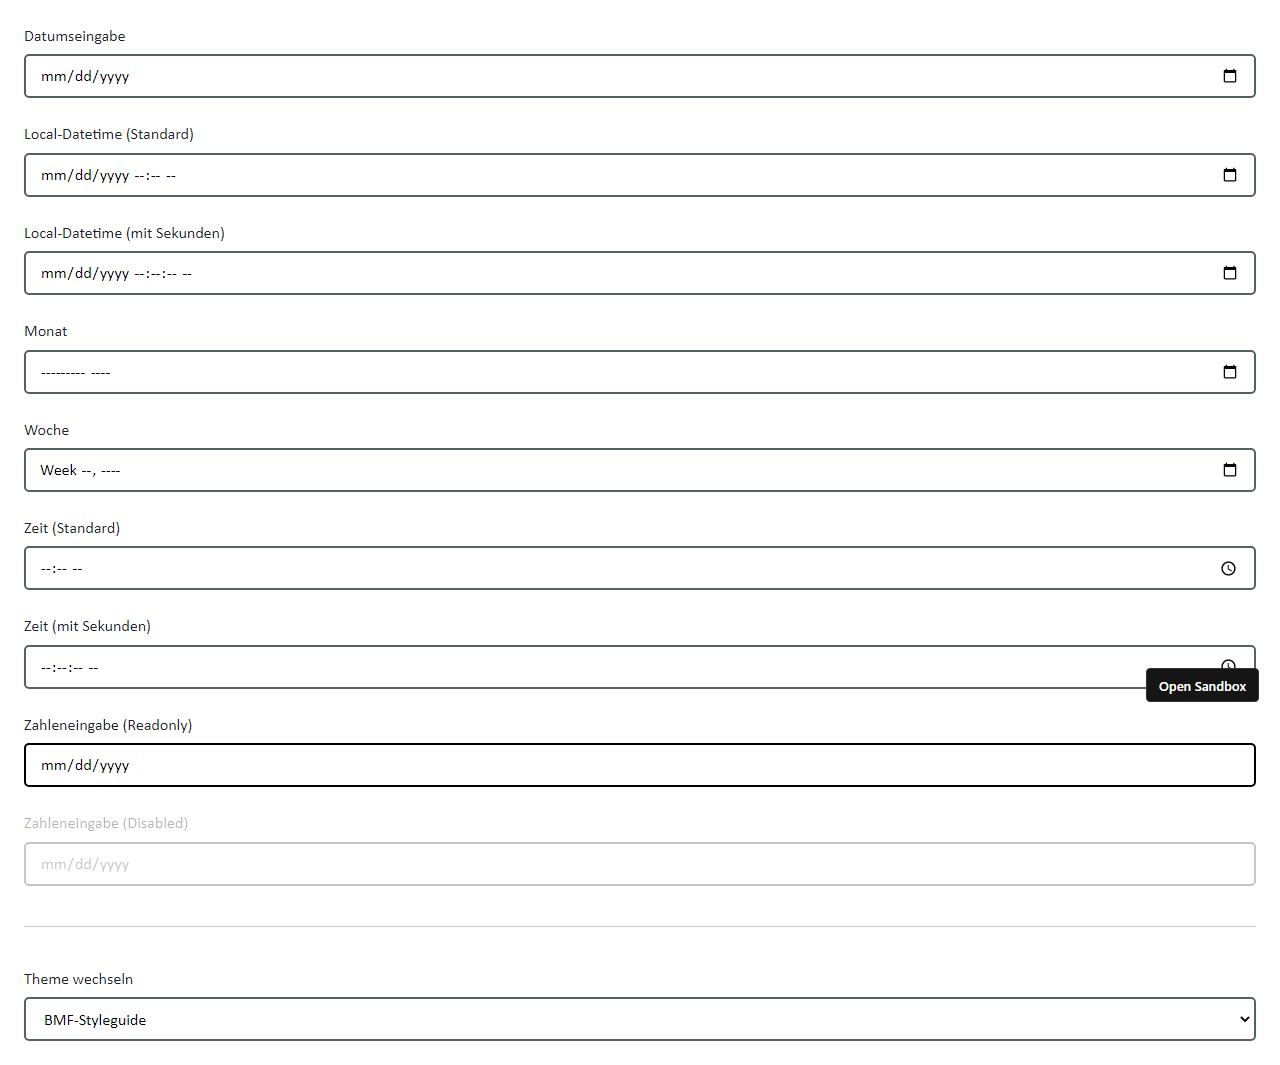 Datumseingabe
mm/dd/yyyy
Local-Datetime (Standard)
mm/dd/yyyy --:-- --
Local-Datetime (mit Sekunden)
mm/dd/yyyy --:--:-- --
Monat
--------- ----
Woche
Week --, ----
Zeit (Standard)
--:-- --
Zeit (mit Sekunden)
--:--:-- --
Open Sandbox
Zahleneingabe (Readonly)
mm/dd/yyyy
Zahleneingabe (Disabled)
mm/dd/yyyy
Theme wechseln
BMF-Styleguide